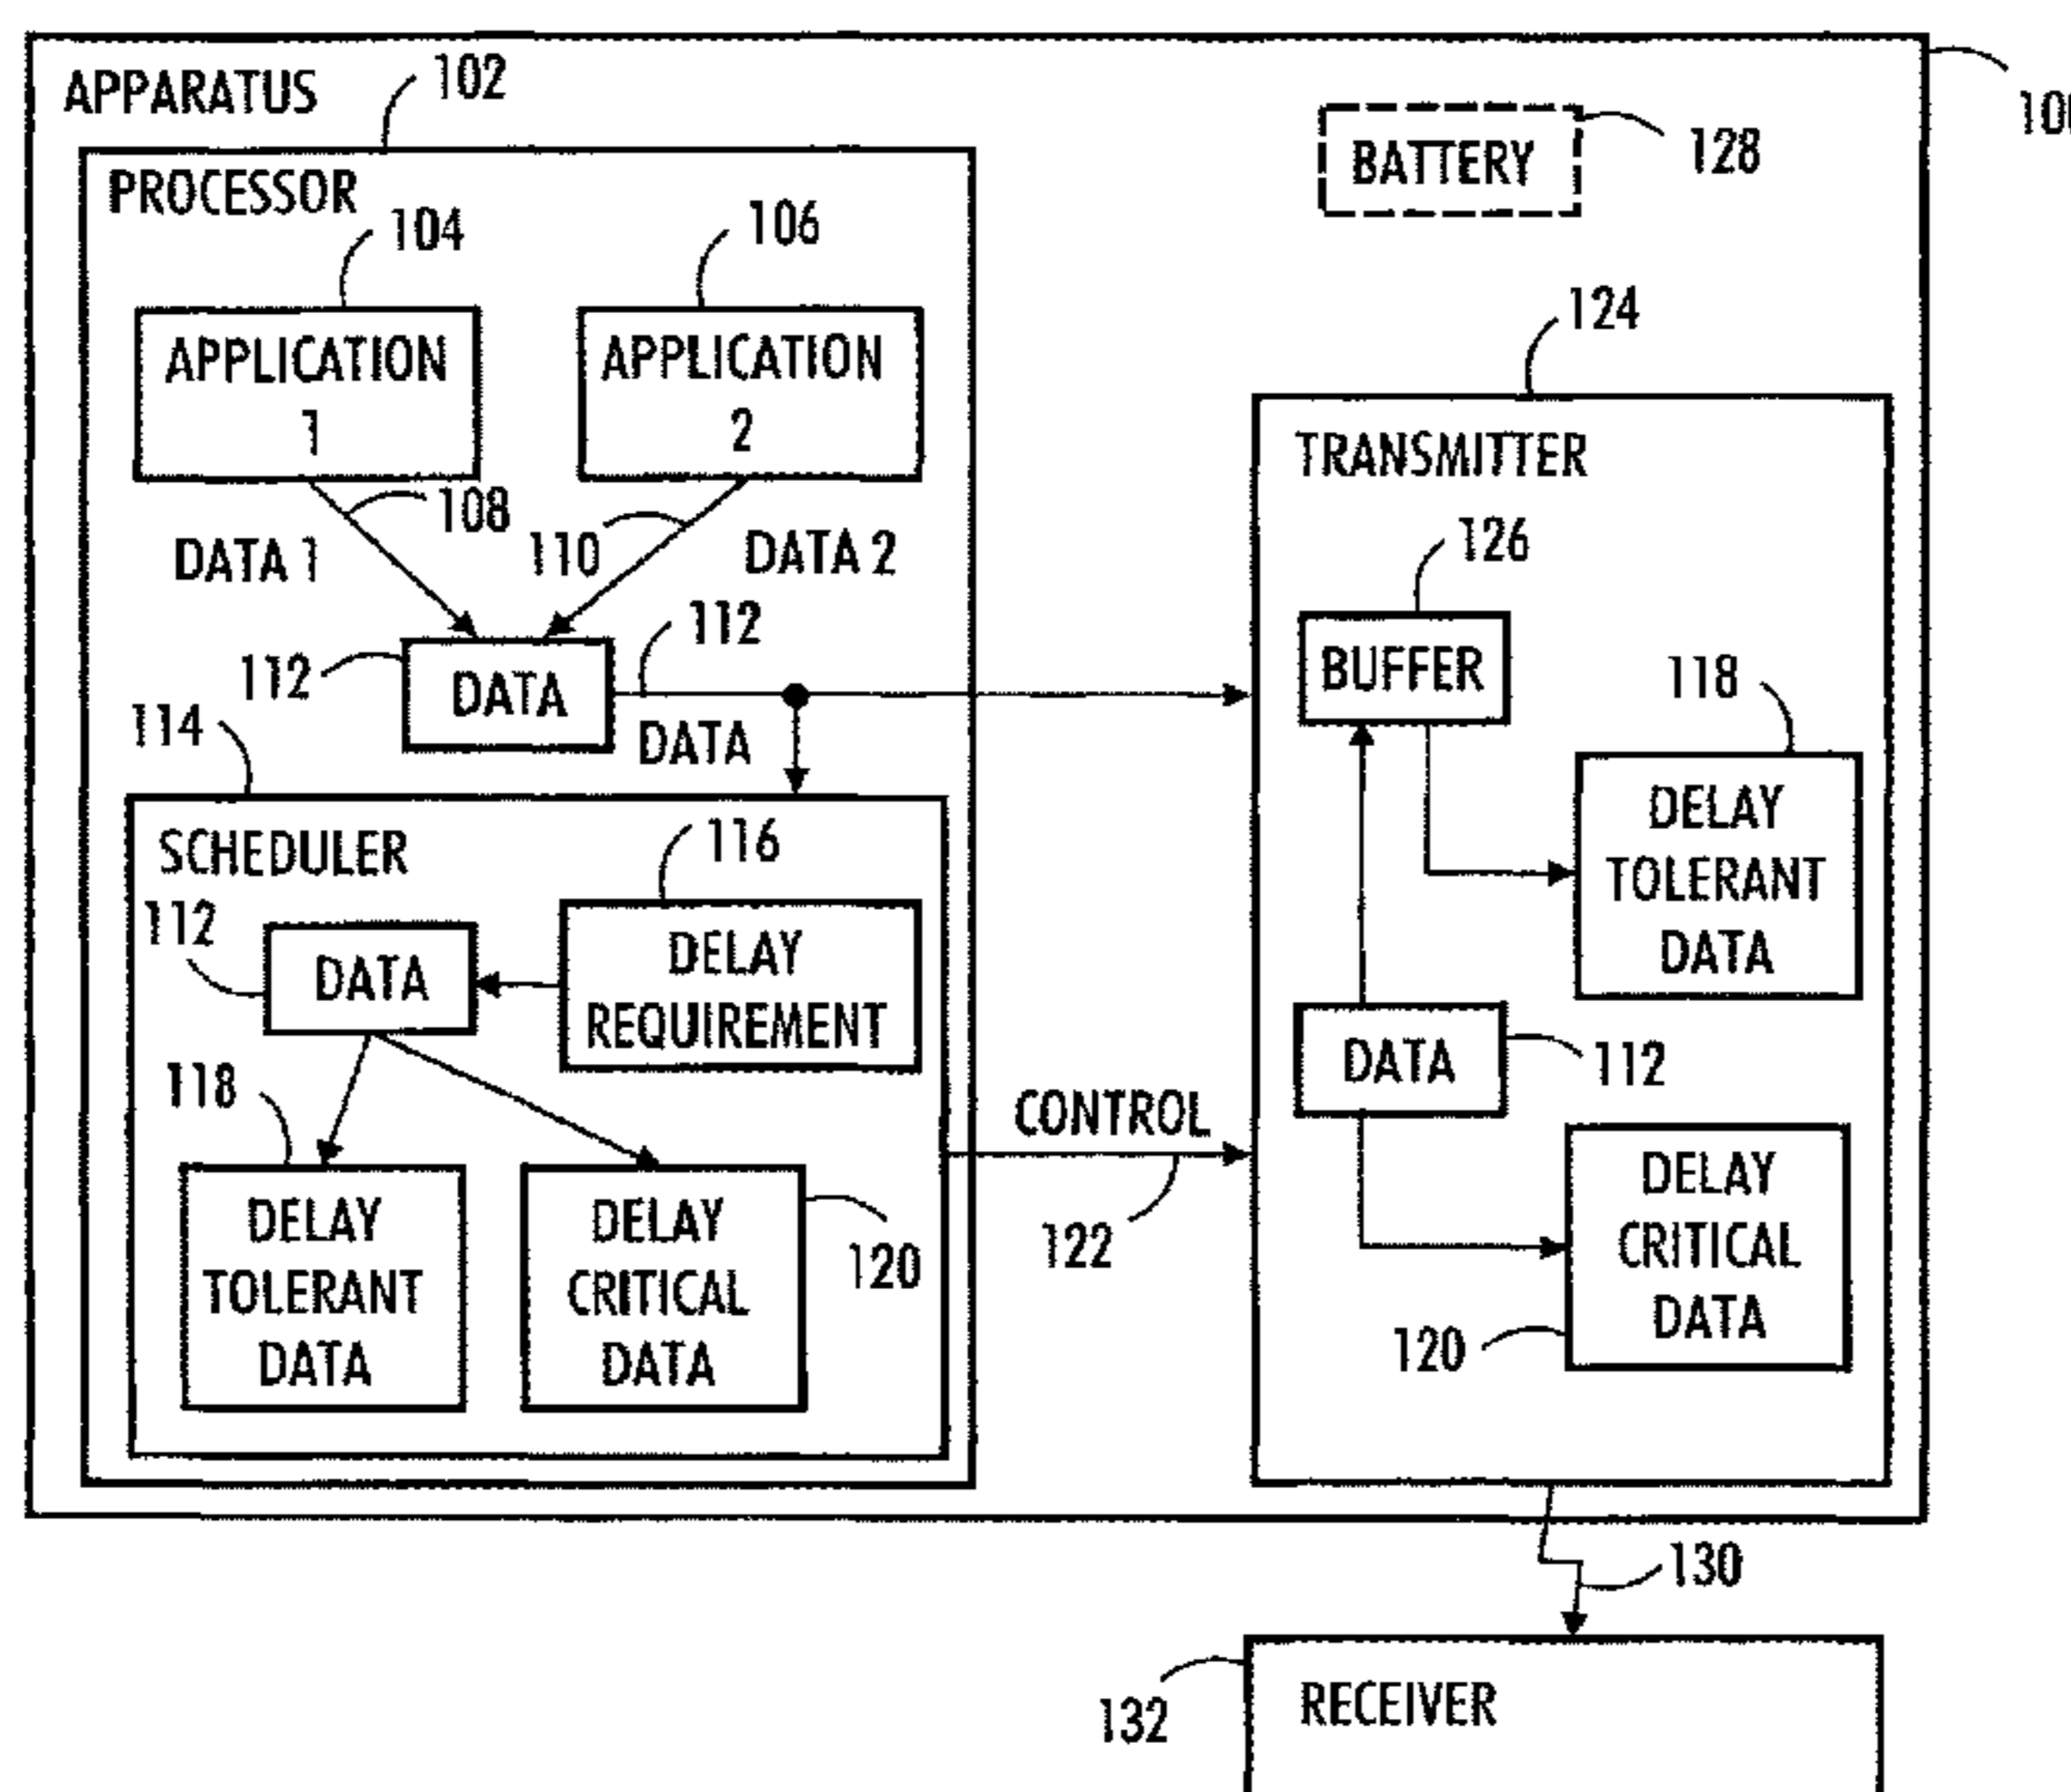 APPARATUS
102
PROCESSOR
104
106
APPLICATION
1
APPLICATION
2
108
110
DATA 1
DATA 2
112
DATA
112
DATA
114
SCHEDULER
116
112
DATA
DELAY
REQUIREMENT
118
DELAY
TOLERANT
DATA
DELAY
CRITICAL
DATA
120
CONTROL
122
BATTERY
128
124
TRANSMITTER
126
BUFFER
118
DELAY
TOLERANT
DATA
DATA
112
DELAY
CRITICAL
DATA
120
130
132
RECEIVER